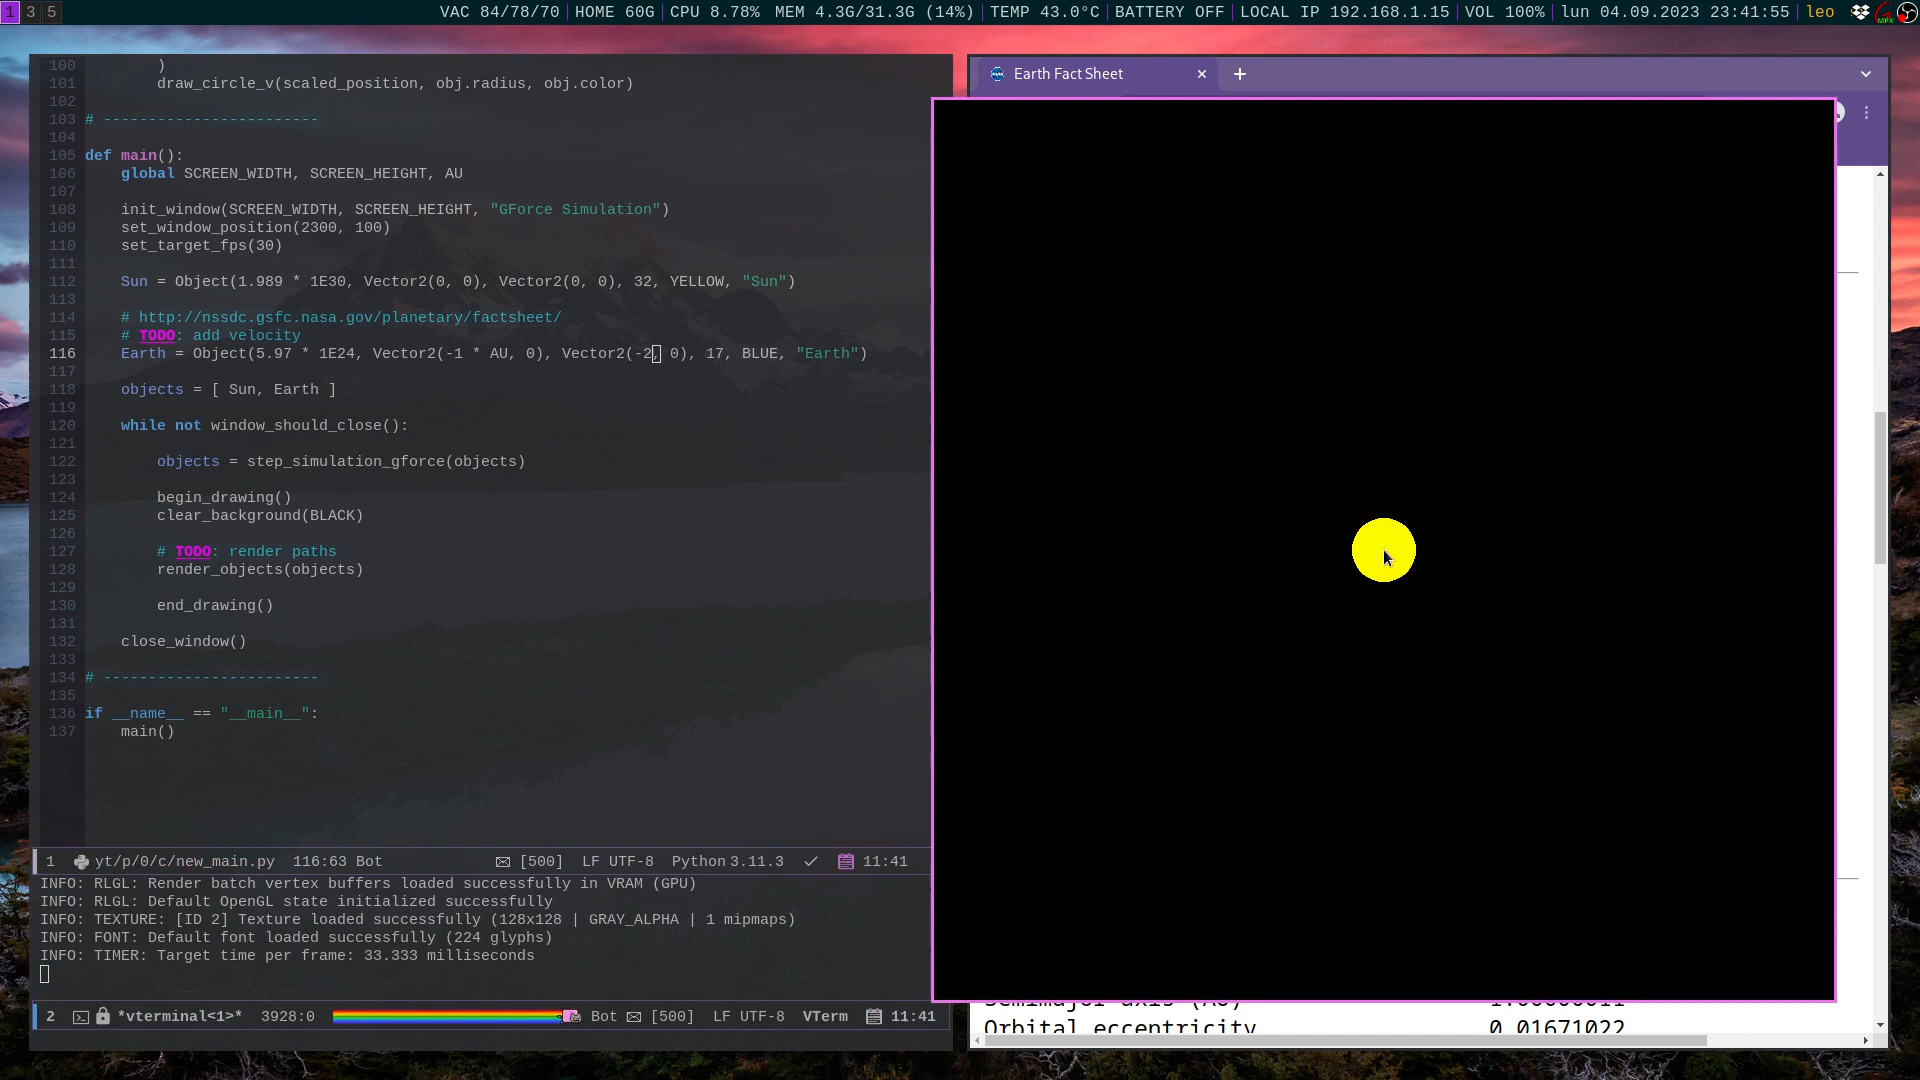 1 3 5 VAC 84/78/70 HOME 60G CPU 8.78% MEM 4.3G/31.3G (14%) TEMP 43.0°C BATTERY OFF LOCAL IP 192.168.1.15 VOL 100% lun 04.09.2023 23:41:55 leo
Earth Fact Sheet
100 )
101 draw_circle_v(scaled_position, obj.radius, obj.color)
102
103 # ------------------------
104
105 def main():
106 global SCREEN_WIDTH, SCREEN_HEIGHT, AU
107
108 init_window(SCREEN_WIDTH, SCREEN_HEIGHT, "GForce Simulation")
109 set_window_position(2300, 100)
110 set_target_fps(30)
111
112 Sun = Object(1.989 * 1E30, Vector2(0, 0), Vector2(0, 0), 32, YELLOW, "Sun")
113
114 # http://nssdc.gsfc.nasa.gov/planetary/factsheet/
115 # TODO: add velocity
116 Earth = Object(5.97 * 1E24, Vector2(-1 * AU, 0), Vector2(-2, 0), 17, BLUE, "Earth")
117
118 objects = [ Sun, Earth ]
119
120 while not window_should_close():
121
122 objects = step_simulation_gforce(objects)
123
124 begin_drawing()
125 clear_background(BLACK)
126
127 # TODO: render paths
128 render_objects(objects)
129
130 end_drawing()
131
132 close_window()
133
134 # ------------------------
135
136 if __name__ == "__main__":
137 main()
1 yt/p/0/c/new_main.py 116:63 Bot [500] LF UTF-8 Python 3.11.3 11:41
INFO: RLGL: Render batch vertex buffers loaded successfully in VRAM (GPU)
INFO: RLGL: Default OpenGL state initialized successfully
INFO: TEXTURE: [ID 2] Texture loaded successfully (128x128 | GRAY_ALPHA | 1 mipmaps)
INFO: FONT: Default font loaded successfully (224 glyphs)
INFO: TIMER: Target time per frame: 33.333 milliseconds
2 *vterminal<1>* 3928:0 Bot [500] LF UTF-8 VTerm 11:41
Orbital eccentricity 0.01671022